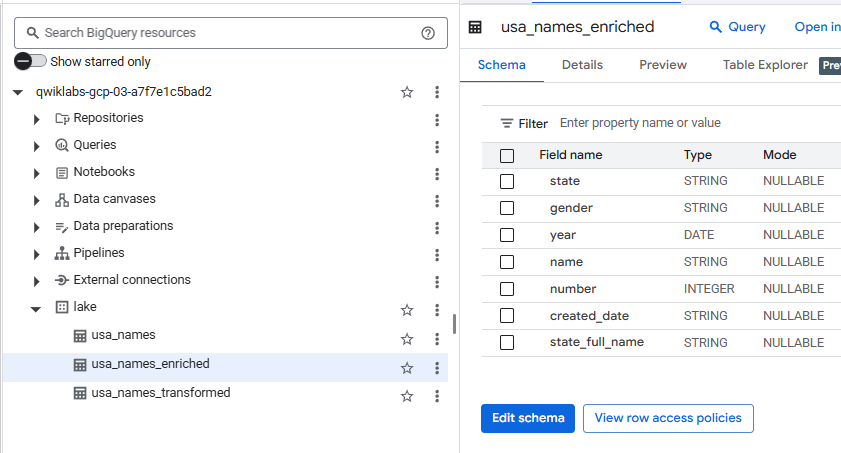 Search BigQuery resources
Show starred only
qwiklabs-gcp-03-a7f7e1c5bad2
Repositories
Queries
Notebooks
Data canvases
Data preparations
Pipelines
External connections
lake
usa_names
usa_names_enriched
usa_names_transformed
usa_names_enriched
Query
Open in
Schema
Details
Preview
Table Explorer
Pre
Filter
Enter property name or value
Field name Type Mode
state STRING NULLABLE
gender STRING NULLABLE
year DATE NULLABLE
name STRING NULLABLE
number INTEGER NULLABLE
created_date STRING NULLABLE
state_full_name STRING NULLABLE
Edit schema
View row access policies